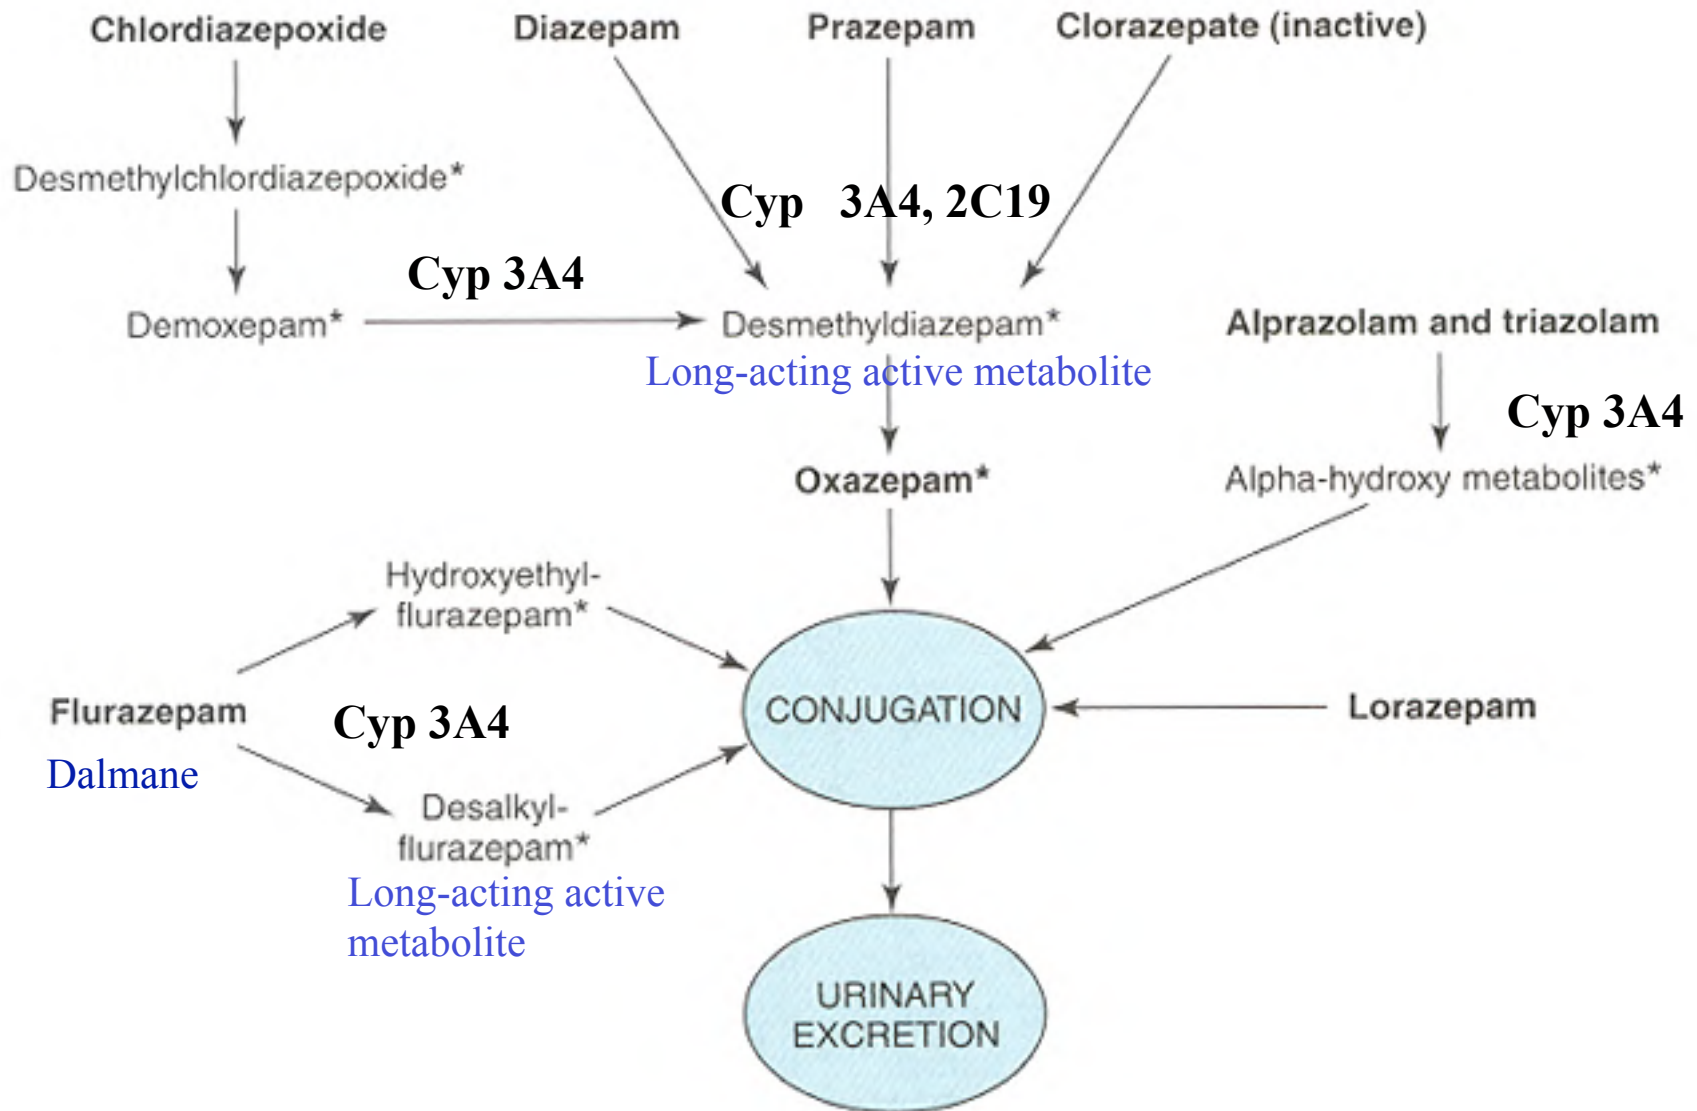 Chlordiazepoxide
Diazepam
Prazepam
Clorazepate (inactive)
Desmethylchlordiazepoxide*
Cyp 3A4, 2C19
Cyp 3A4
Demoxepam*
Desmethyldiazepam*
Alprazolam and triazolam
Long-acting active metabolite
Cyp 3A4
Oxazepam*
Alpha-hydroxy metabolites*
Hydroxyethyl-
flurazepam*
Flurazepam
Cyp 3A4
CONJUGATION
Lorazepam
Dalmane
Desalkyl-
flurazepam*
Long-acting active
metabolite
URINARY
EXCRETION